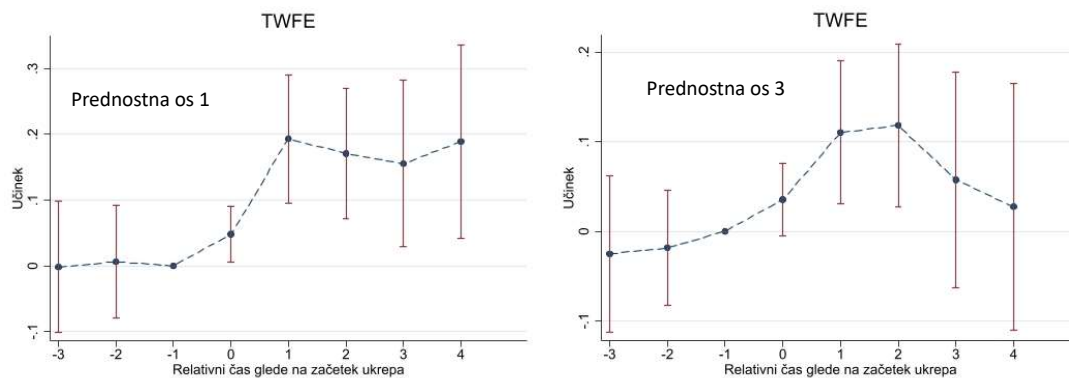 TWFE
Prednostna os 1
Učinek
.3
.2
.1
0
-.1
-3 -2 -1 0 1 2 3 4
Relativni čas glede na začetek ukrepa
TWFE
Prednostna os 3
Učinek
.2
.1
0
-.1
-3 -2 -1 0 1 2 3 4
Relativni čas glede na začetek ukrepa